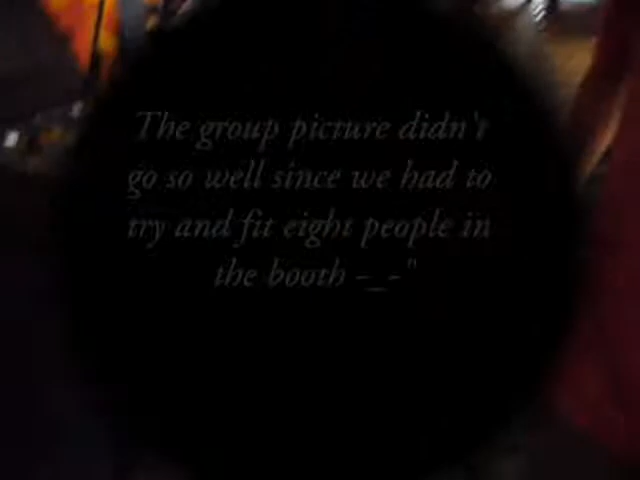 The group picture didn't
go so well since we had to
try and fit eight people in
the booth -_-"